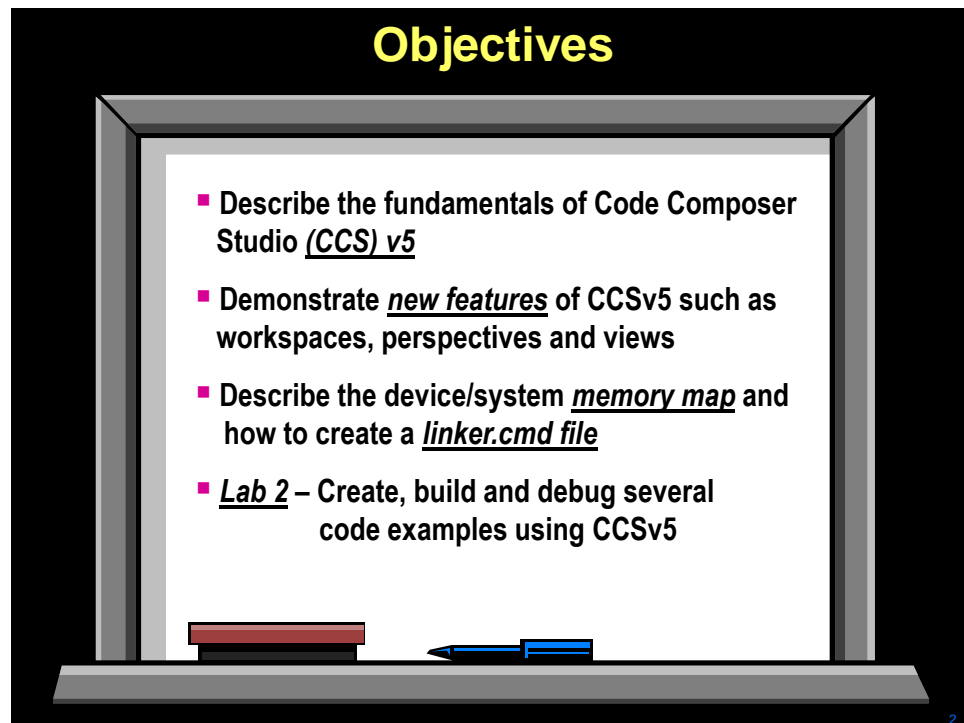 Objectives
▪ Describe the fundamentals of Code Composer
Studio (CCS) v5
▪ Demonstrate new features of CCSv5 such as
workspaces, perspectives and views
▪ Describe the device/system memory map and
how to create a linker.cmd file
▪ Lab 2 – Create, build and debug several
code examples using CCSv5
2